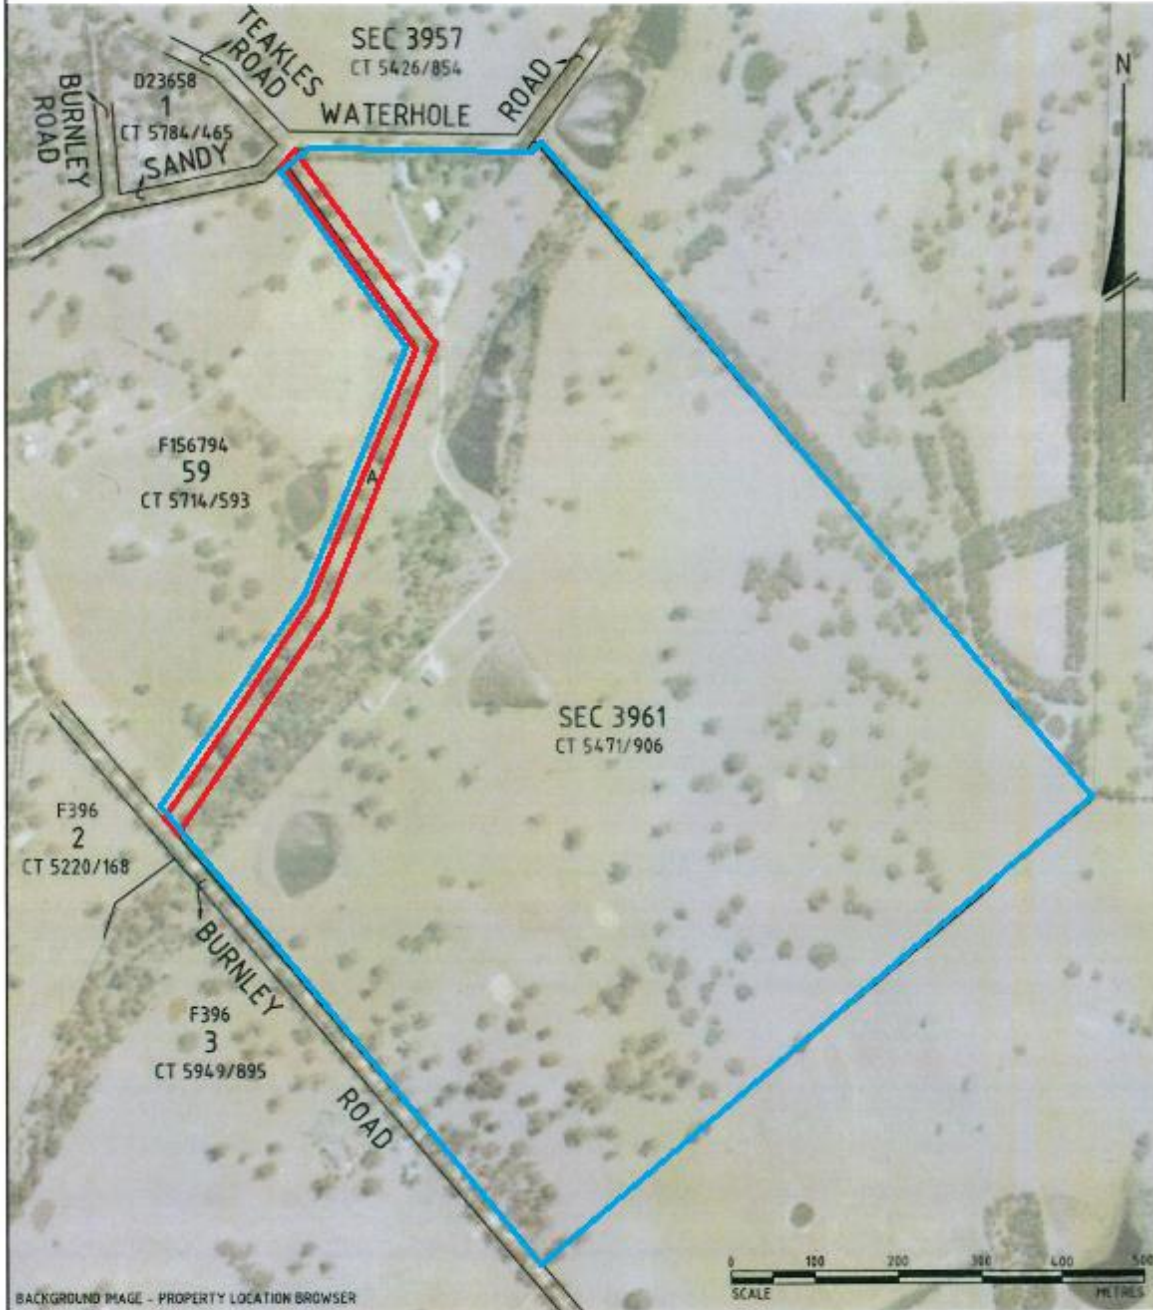 TEAKLES
ROAD
SEC 3957
CT 5426/854
N
BURNLEY
ROAD
D23658
1
CT 5784/465
SANDY
WATERHOLE
ROAD
F156794
59
CT 5714/593
A
SEC 3961
CT 5471/906
F396
2
CT 5220/168
BURNLEY
ROAD
F396
3
CT 5949/895
0 100 200 300 400 500
SCALE METRES
BACKGROUND IMAGE - PROPERTY LOCATION BROWSER